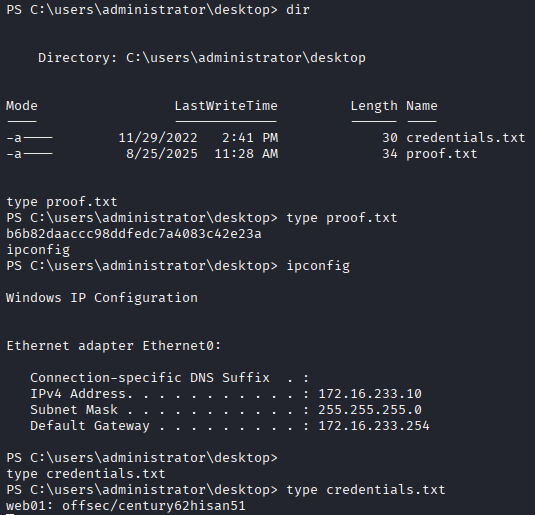 PS C:\users\administrator\desktop> dir
Directory: C:\users\administrator\desktop
Mode LastWriteTime Length Name
---- ------------- ------ ----
-a---- 11/29/2022 2:41 PM 30 credentials.txt
-a---- 8/25/2025 11:28 AM 34 proof.txt
type proof.txt
PS C:\users\administrator\desktop> type proof.txt
b6b82daaccc98ddfedc7a4083c42e23a
ipconfig
PS C:\users\administrator\desktop> ipconfig
Windows IP Configuration
Ethernet adapter Ethernet0:
Connection-specific DNS Suffix . :
IPv4 Address. . . . . . . . . . . : 172.16.233.10
Subnet Mask . . . . . . . . . . . : 255.255.255.0
Default Gateway . . . . . . . . . : 172.16.233.254
PS C:\users\administrator\desktop>
type credentials.txt
PS C:\users\administrator\desktop> type credentials.txt
web01: offsec/century62hisan51